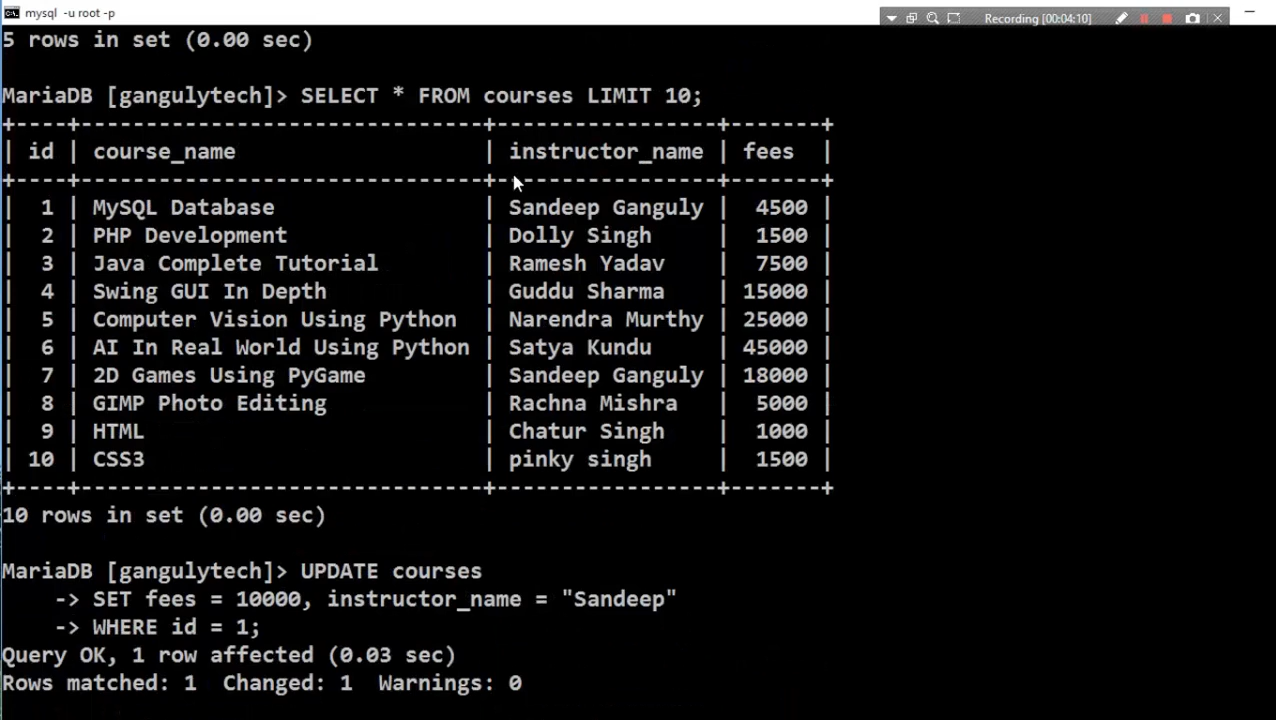 mysql -u root -p
Recording [00:04:10]
5 rows in set (0.00 sec)
MariaDB [gangulytech]> SELECT * FROM courses LIMIT 10;
+----+------------------------------+-----------------+-------+
| id | course_name | instructor_name | fees |
+----+------------------------------+-----------------+-------+
| 1 | MySQL Database | Sandeep Ganguly | 4500 |
| 2 | PHP Development | Dolly Singh | 1500 |
| 3 | Java Complete Tutorial | Ramesh Yadav | 7500 |
| 4 | Swing GUI In Depth | Guddu Sharma | 15000 |
| 5 | Computer Vision Using Python | Narendra Murthy | 25000 |
| 6 | AI In Real World Using Python | Satya Kundu | 45000 |
| 7 | 2D Games Using PyGame | Sandeep Ganguly | 18000 |
| 8 | GIMP Photo Editing | Rachna Mishra | 5000 |
| 9 | HTML | Chatur Singh | 1000 |
| 10 | CSS3 | pinky singh | 1500 |
+----+------------------------------+-----------------+-------+
10 rows in set (0.00 sec)
MariaDB [gangulytech]> UPDATE courses
-> SET fees = 10000, instructor_name = "Sandeep"
-> WHERE id = 1;
Query OK, 1 row affected (0.03 sec)
Rows matched: 1 Changed: 1 Warnings: 0